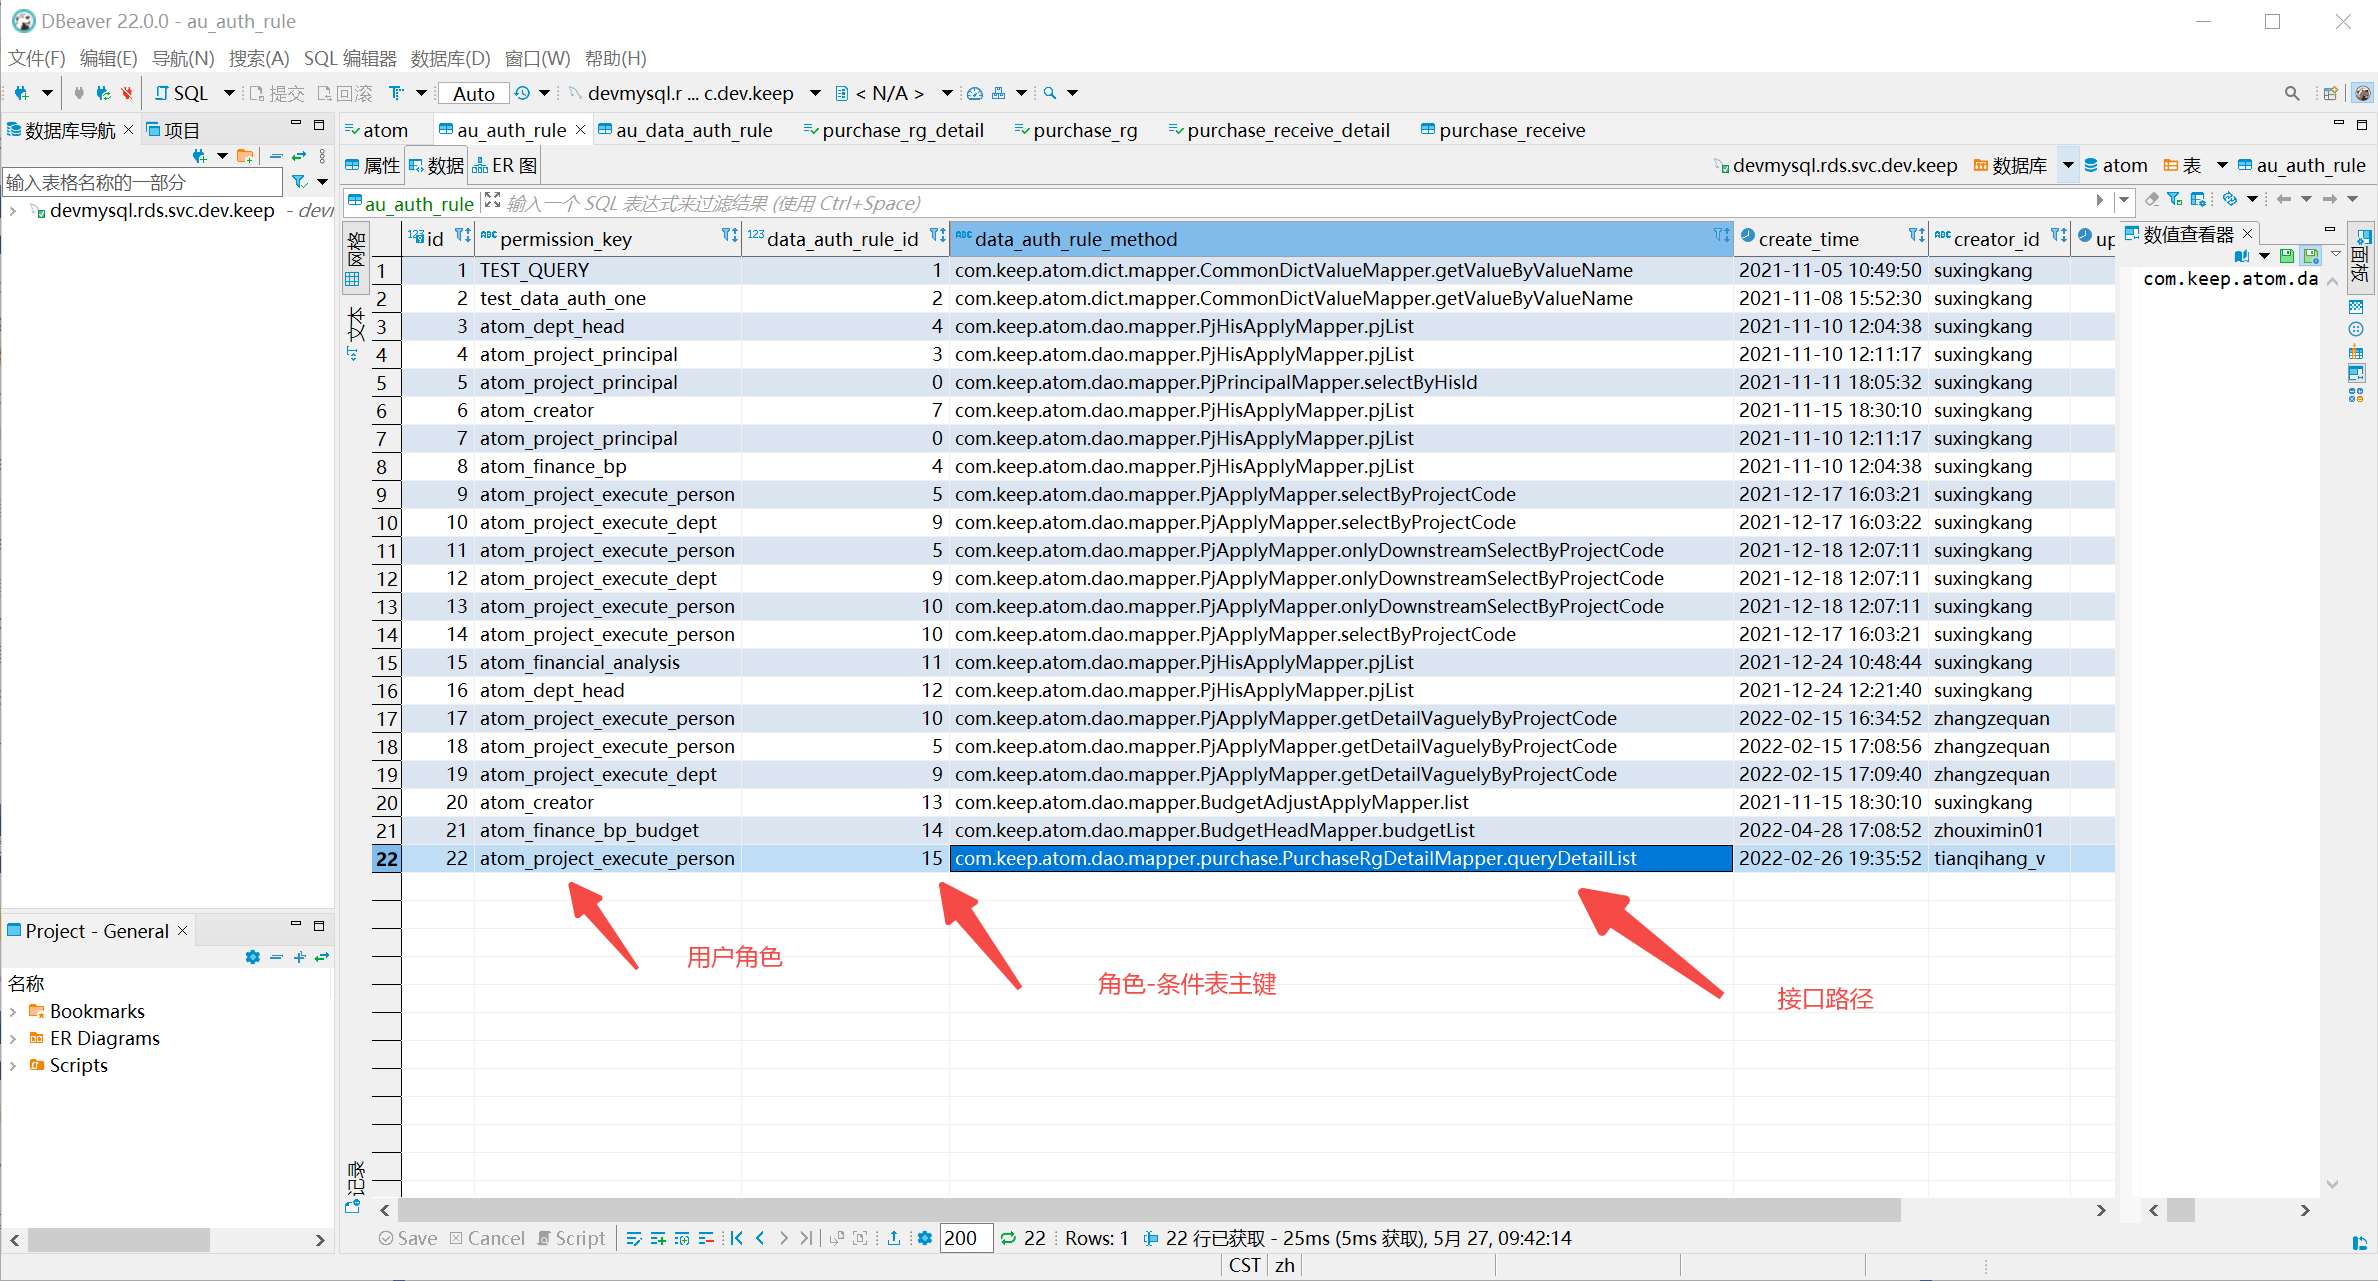 DBeaver 22.0.0 - au_auth_rule
文件(F) 编辑(E) 导航(N) 搜索(A) SQL 编辑器 数据库(D) 窗口(W) 帮助(H)
SQL 提交 回滚 Auto devmysql.r ... c.dev.keep < N/A >
数据库导航 项目
atom au_auth_rule au_data_auth_rule purchase_rg_detail purchase_rg purchase_receive_detail purchase_receive
属性 数据 ER 图 devmysql.rds.svc.dev.keep 数据库 atom 表 au_auth_rule
输入表格名称的一部分
devmysql.rds.svc.dev.keep
au_auth_rule 输入一个 SQL 表达式来过滤结果 (使用 Ctrl+Space)
网格
文本
记录
面板
数值查看器
com.keep.atom.da
123 id ABC permission_key 123 data_auth_rule_id ABC data_auth_rule_method create_time ABC creator_id up
1 1 TEST_QUERY 1 com.keep.atom.dict.mapper.CommonDictValueMapper.getValueByValueName 2021-11-05 10:49:50 suxingkang
2 2 test_data_auth_one 2 com.keep.atom.dict.mapper.CommonDictValueMapper.getValueByValueName 2021-11-08 15:52:30 suxingkang
3 3 atom_dept_head 4 com.keep.atom.dao.mapper.PjHisApplyMapper.pjList 2021-11-10 12:04:38 suxingkang
4 4 atom_project_principal 3 com.keep.atom.dao.mapper.PjHisApplyMapper.pjList 2021-11-10 12:11:17 suxingkang
5 5 atom_project_principal 0 com.keep.atom.dao.mapper.PjPrincipalMapper.selectByHisId 2021-11-11 18:05:32 suxingkang
6 6 atom_creator 7 com.keep.atom.dao.mapper.PjHisApplyMapper.pjList 2021-11-15 18:30:10 suxingkang
7 7 atom_project_principal 0 com.keep.atom.dao.mapper.PjHisApplyMapper.pjList 2021-11-10 12:11:17 suxingkang
8 8 atom_finance_bp 4 com.keep.atom.dao.mapper.PjHisApplyMapper.pjList 2021-11-10 12:04:38 suxingkang
9 9 atom_project_execute_person 5 com.keep.atom.dao.mapper.PjApplyMapper.selectByProjectCode 2021-12-17 16:03:21 suxingkang
10 10 atom_project_execute_dept 9 com.keep.atom.dao.mapper.PjApplyMapper.selectByProjectCode 2021-12-17 16:03:22 suxingkang
11 11 atom_project_execute_person 5 com.keep.atom.dao.mapper.PjApplyMapper.onlyDownstreamSelectByProjectCode 2021-12-18 12:07:11 suxingkang
12 12 atom_project_execute_dept 9 com.keep.atom.dao.mapper.PjApplyMapper.onlyDownstreamSelectByProjectCode 2021-12-18 12:07:11 suxingkang
13 13 atom_project_execute_person 10 com.keep.atom.dao.mapper.PjApplyMapper.onlyDownstreamSelectByProjectCode 2021-12-18 12:07:11 suxingkang
14 14 atom_project_execute_person 10 com.keep.atom.dao.mapper.PjApplyMapper.selectByProjectCode 2021-12-17 16:03:21 suxingkang
15 15 atom_financial_analysis 11 com.keep.atom.dao.mapper.PjHisApplyMapper.pjList 2021-12-24 10:48:44 suxingkang
16 16 atom_dept_head 12 com.keep.atom.dao.mapper.PjHisApplyMapper.pjList 2021-12-24 12:21:40 suxingkang
17 17 atom_project_execute_person 10 com.keep.atom.dao.mapper.PjApplyMapper.getDetailVaguelyByProjectCode 2022-02-15 16:34:52 zhangzequan
18 18 atom_project_execute_person 5 com.keep.atom.dao.mapper.PjApplyMapper.getDetailVaguelyByProjectCode 2022-02-15 17:08:56 zhangzequan
19 19 atom_project_execute_dept 9 com.keep.atom.dao.mapper.PjApplyMapper.getDetailVaguelyByProjectCode 2022-02-15 17:09:40 zhangzequan
20 20 atom_creator 13 com.keep.atom.dao.mapper.BudgetAdjustApplyMapper.list 2021-11-15 18:30:10 suxingkang
21 21 atom_finance_bp_budget 14 com.keep.atom.dao.mapper.BudgetHeadMapper.budgetList 2022-04-28 17:08:52 zhouximin01
22 22 atom_project_execute_person 15 com.keep.atom.dao.mapper.purchase.PurchaseRgDetailMapper.queryDetailList 2022-02-26 19:35:52 tianqihang_v
用户角色
角色-条件表主键
接口路径
Project - General
名称
Bookmarks
ER Diagrams
Scripts
Save Cancel Script 200 22 Rows: 1 22 行已获取 - 25ms (5ms 获取), 5月 27, 09:42:14
CST zh